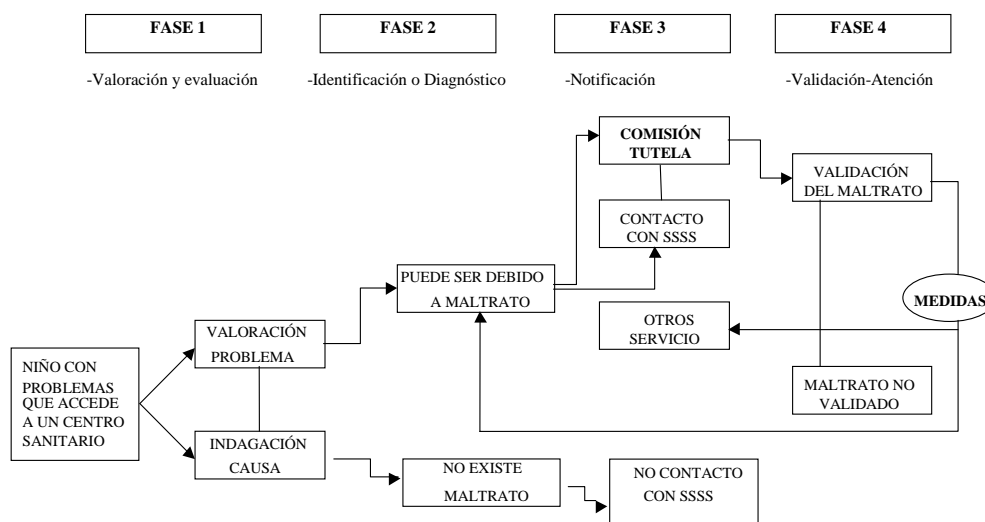 FASE 1
FASE 2
FASE 3
FASE 4
-Valoración y evaluación
-Identificación o Diagnóstico
-Notificación
-Validación-Atención
COMISIÓN
TUTELA
VALIDACIÓN
DEL MALTRATO
CONTACTO
CON SSSS
PUEDE SER DEBIDO
A MALTRATO
MEDIDAS
OTROS
SERVICIO
VALORACIÓN
PROBLEMA
NIÑO CON
PROBLEMAS
QUE ACCEDE
A UN CENTRO
SANITARIO
MALTRATO NO
VALIDADO
INDAGACIÓN
CAUSA
NO EXISTE
MALTRATO
NO CONTACTO
CON SSSS